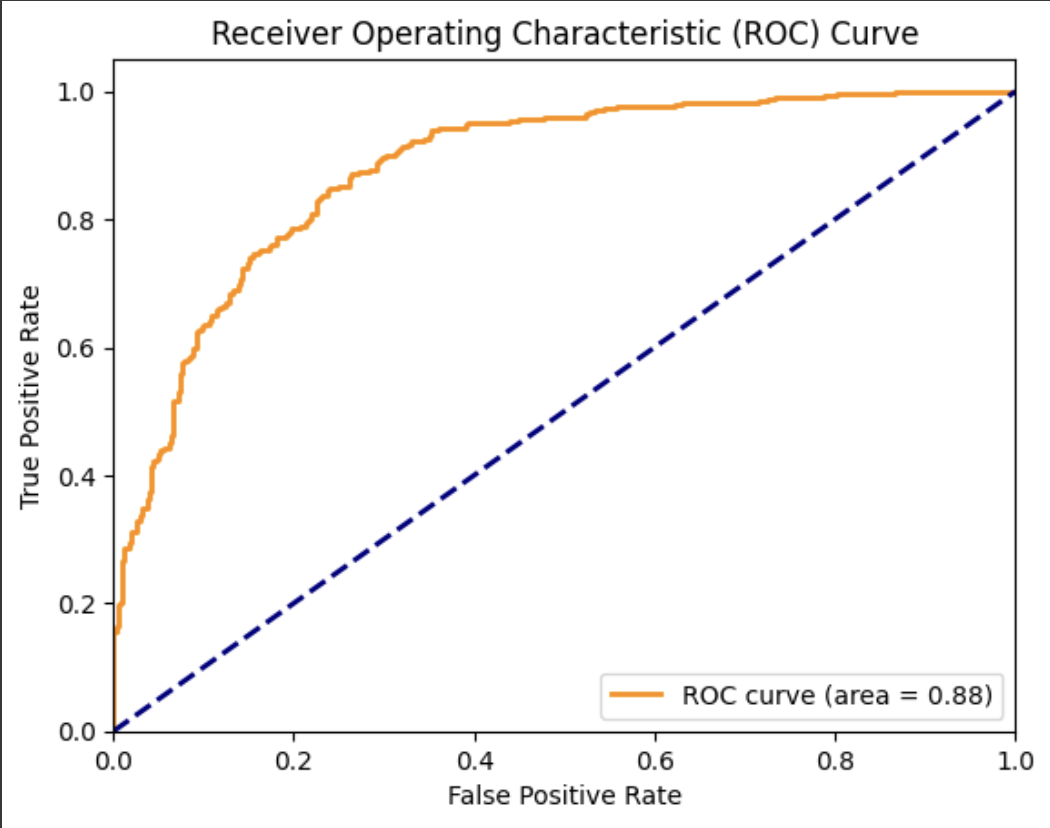 Receiver Operating Characteristic (ROC) Curve
1.0
0.8
0.6
0.4
0.2
0.0
True Positive Rate
ROC curve (area = 0.88)
0.0 0.2 0.4 0.6 0.8 1.0
False Positive Rate